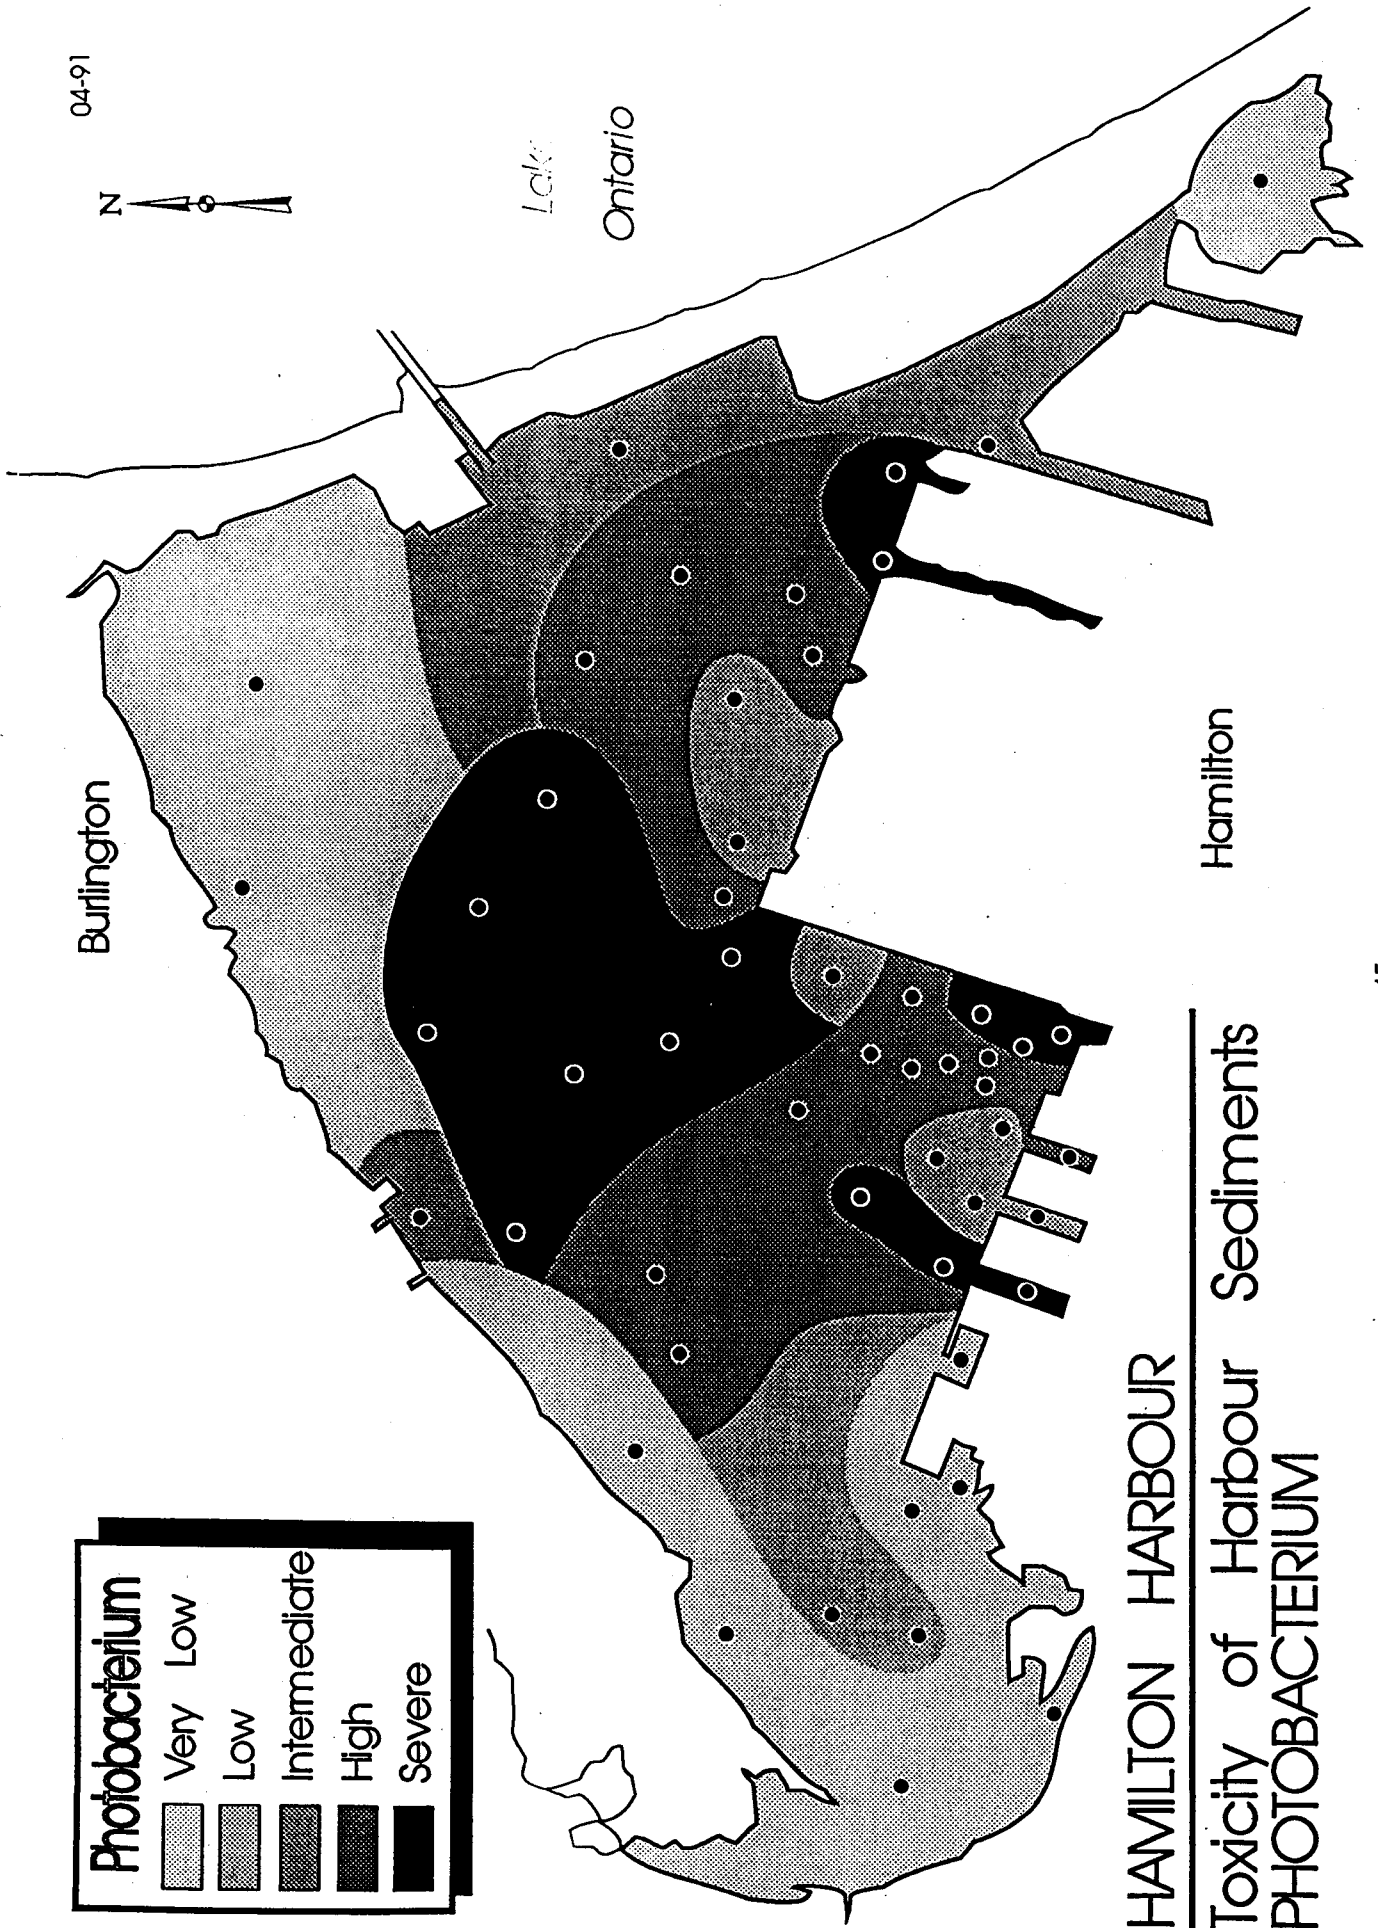 04-91
N
Lake
Ontario
Burlington
Hamilton
Photobacterium
Very Low
Low
Intermediate
High
Severe
HAMILTON HARBOUR
Toxicity of Harbour Sediments
PHOTOBACTERIUM